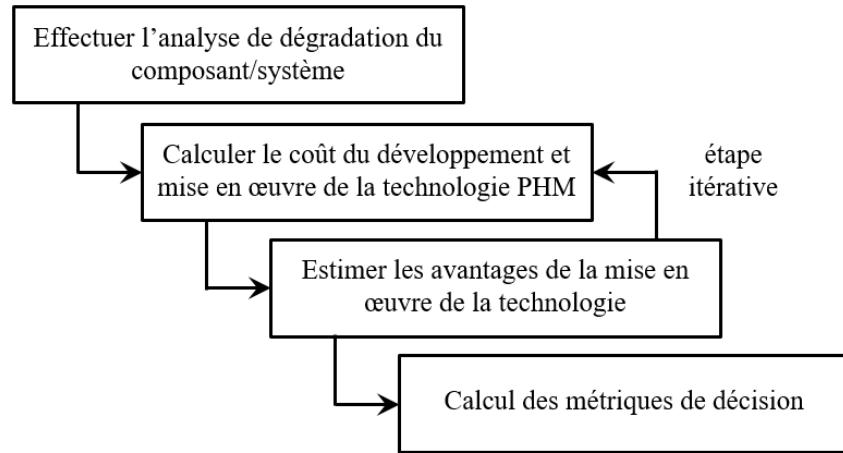 Effectuer l’analyse de dégradation du
composant/système
Calculer le coût du développement et
mise en œuvre de la technologie PHM
étape
itérative
Estimer les avantages de la mise en
œuvre de la technologie
Calcul des métriques de décision